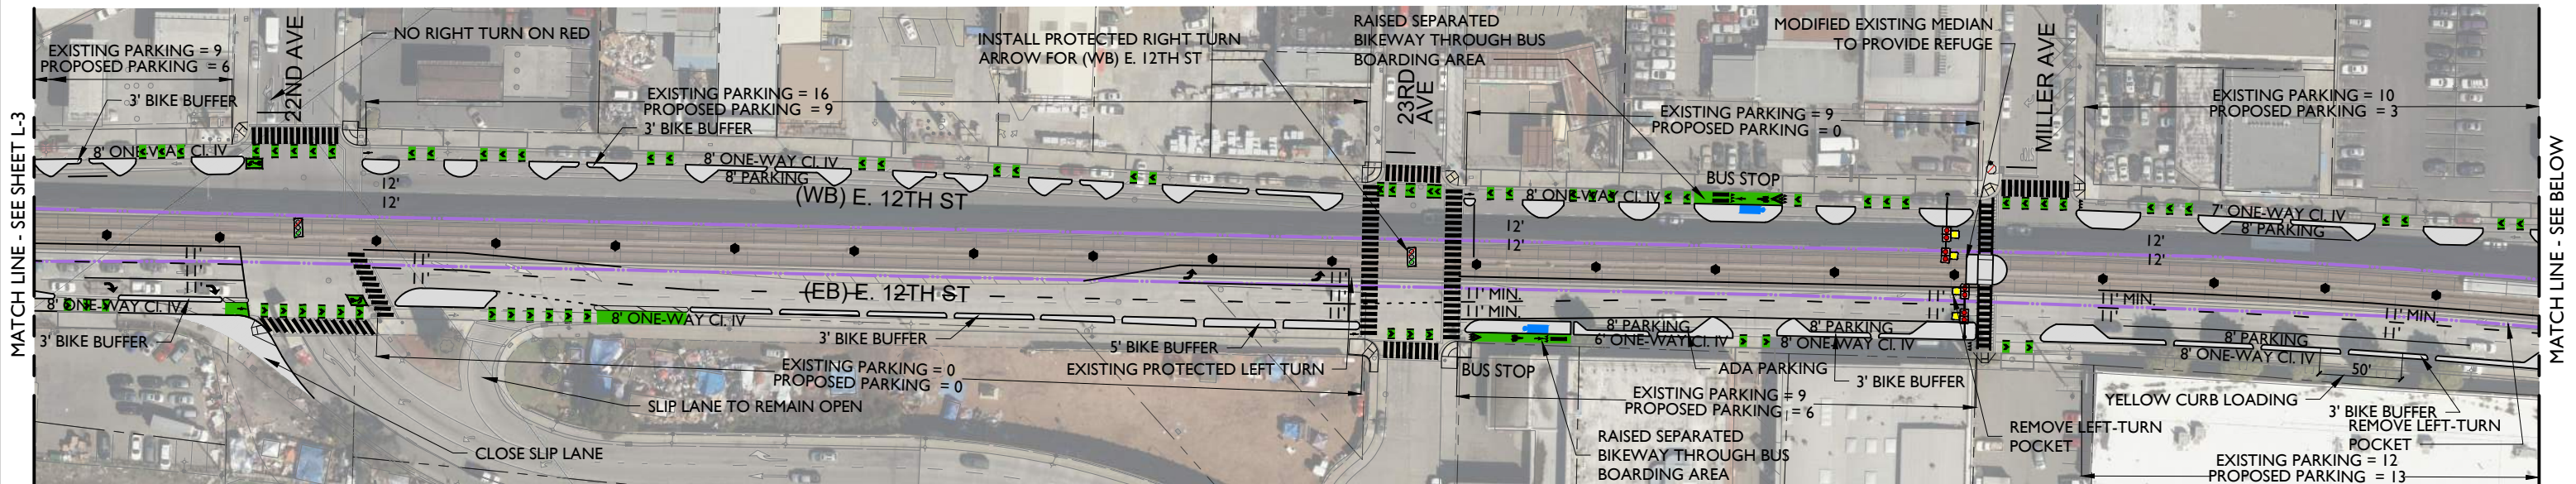 MATCH LINE - SEE SHEET L-3
EXISTING PARKING = 9
PROPOSED PARKING = 6
3' BIKE BUFFER
8' ONE-WAY Cl. IV
22ND AVE
NO RIGHT TURN ON RED
EXISTING PARKING = 16
PROPOSED PARKING = 9
3' BIKE BUFFER
8' ONE-WAY Cl. IV
8' PARKING
12'
12'
(WB) E. 12TH ST
INSTALL PROTECTED RIGHT TURN
ARROW FOR (WB) E. 12TH ST
RAISED SEPARATED
BIKEWAY THROUGH BUS
BOARDING AREA
23RD
AVE
EXISTING PARKING = 9
PROPOSED PARKING = 0
BUS STOP
8' ONE-WAY Cl. IV
12'
12'
MODIFIED EXISTING MEDIAN
TO PROVIDE REFUGE
MILLER AVE
EXISTING PARKING = 10
PROPOSED PARKING = 3
7' ONE-WAY Cl. IV
8' PARKING
12'
12'
MATCH LINE - SEE BELOW
11'
11'
8' ONE-WAY Cl. IV
3' BIKE BUFFER
11'
11'
(EB) E. 12TH ST
8' ONE-WAY Cl. IV
3' BIKE BUFFER
5' BIKE BUFFER
11'
11'
11'
EXISTING PARKING = 0
PROPOSED PARKING = 0
EXISTING PROTECTED LEFT TURN
SLIP LANE TO REMAIN OPEN
CLOSE SLIP LANE
11' MIN.
11' MIN.
BUS STOP
8' PARKING
6' ONE-WAY Cl. IV
8' PARKING
8' ONE-WAY Cl. IV
11'
11'
ADA PARKING
3' BIKE BUFFER
EXISTING PARKING = 9
PROPOSED PARKING = 6
RAISED SEPARATED
BIKEWAY THROUGH BUS
BOARDING AREA
REMOVE LEFT-TURN
POCKET
11' MIN.
11'
11' MIN.
11'
8' PARKING
8' ONE-WAY Cl. IV
50'
YELLOW CURB LOADING
3' BIKE BUFFER
REMOVE LEFT-TURN
POCKET
EXISTING PARKING = 12
PROPOSED PARKING = 13